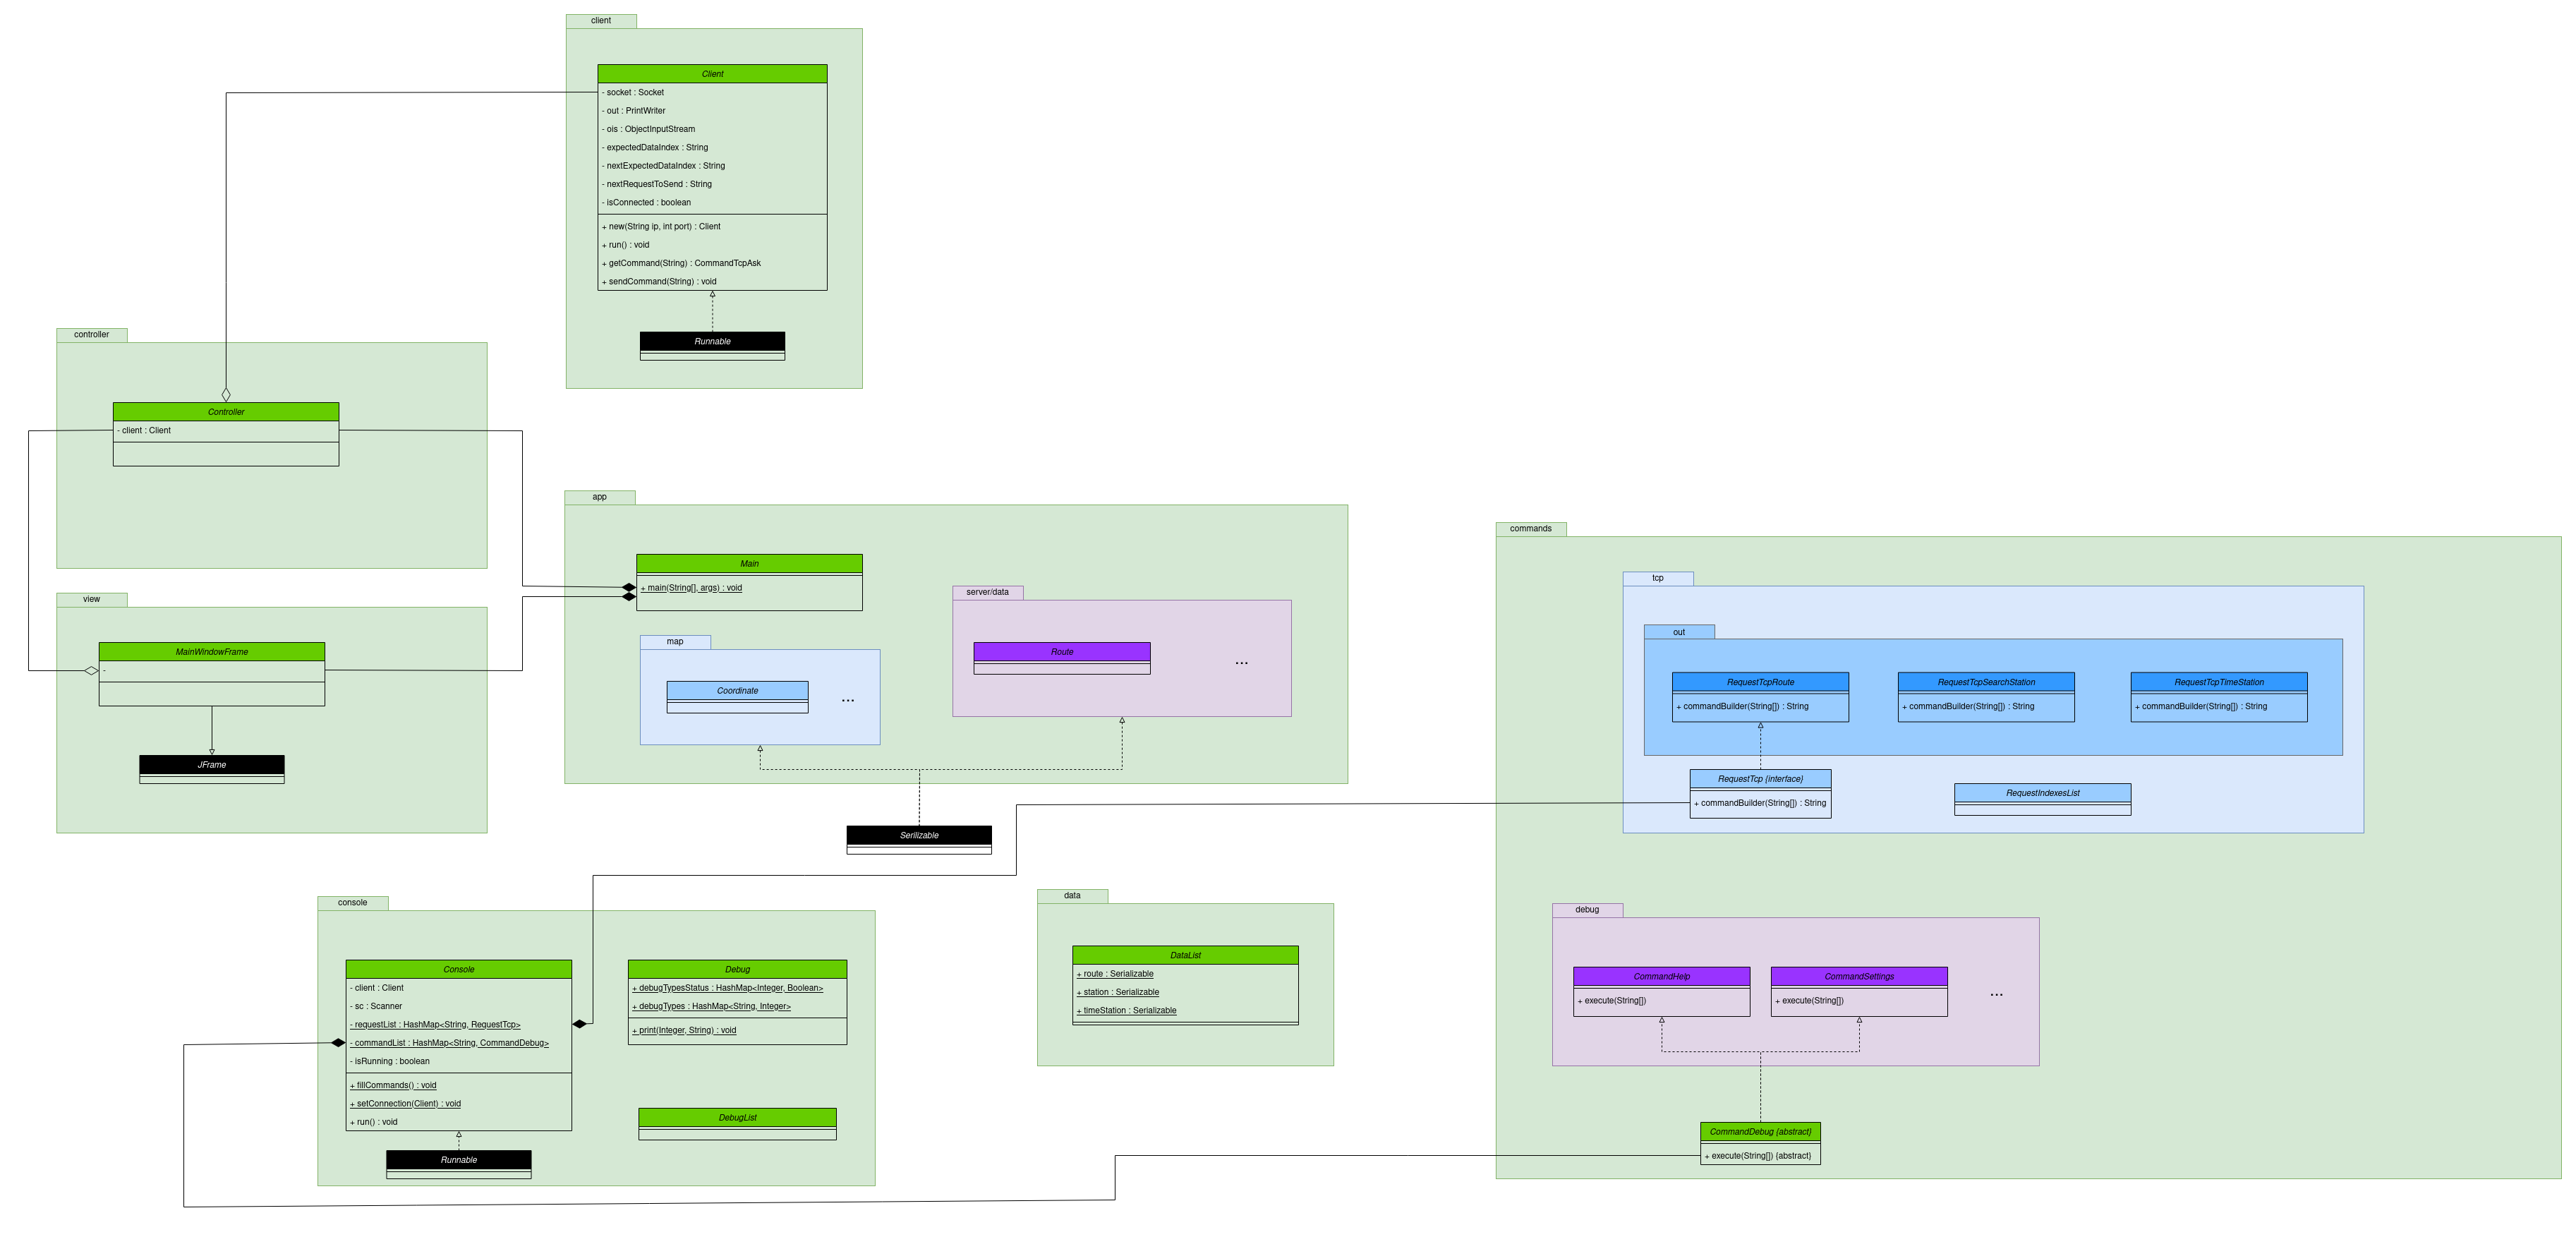 client
Client
- socket : Socket
- out : PrintWriter
- ois : ObjectInputStream
- expectedDataIndex : String
- nextExpectedDataIndex : String
- nextRequestToSend : String
- isConnected : boolean
+ new(String ip, int port) : Client
+ run() : void
+ getCommand(String) : CommandTcpAsk
+ sendCommand(String) : void
Runnable
controller
Controller
- client : Client
view
MainWindowFrame
-
JFrame
app
Main
+ main(String[], args) : void
map
Coordinate
...
server/data
Route
...
Serilizable
commands
tcp
out
RequestTcpRoute
+ commandBuilder(String[]) : String
RequestTcpSearchStation
+ commandBuilder(String[]) : String
RequestTcpTimeStation
+ commandBuilder(String[]) : String
RequestTcp {interface}
+ commandBuilder(String[]) : String
RequestIndexesList
console
Console
- client : Client
- sc : Scanner
- requestList : HashMap<String, RequestTcp>
- commandList : HashMap<String, CommandDebug>
- isRunning : boolean
+ fillCommands() : void
+ setConnection(Client) : void
+ run() : void
Runnable
Debug
+ debugTypesStatus : HashMap<Integer, Boolean>
+ debugTypes : HashMap<String, Integer>
+ print(Integer, String) : void
DebugList
data
DataList
+ route : Serializable
+ station : Serializable
+ timeStation : Serializable
debug
CommandHelp
+ execute(String[])
CommandSettings
+ execute(String[])
...
CommandDebug {abstract}
+ execute(String[]) {abstract}